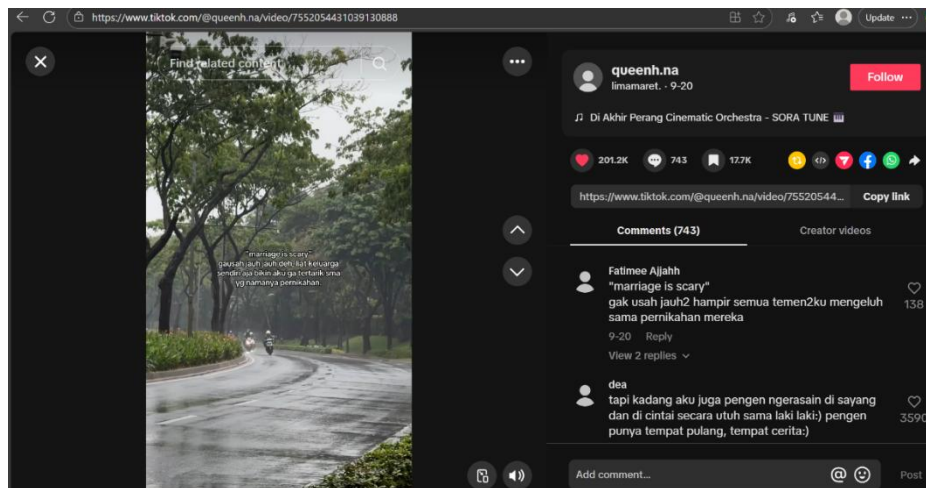 https://www.tiktok.com/@queenh.na/video/7552054431039130888
Update
Find related content
"marriage is scary"
gausah jauh jauh deh, liat keluarga
sendiri aja bikin aku ga tertarik sma
yg namanya pernikahan.
queenh.na
limamaret. · 9-20
Follow
Di Akhir Perang Cinematic Orchestra - SORA TUNE 🎹
201.2K
743
17.7K
https://www.tiktok.com/@queenh.na/video/75520544...
Copy link
Comments (743)
Creator videos
Fatimee Ajjahh
"marriage is scary"
gak usah jauh2 hampir semua temen2ku mengeluh
sama pernikahan mereka
138
9-20 Reply
View 2 replies
dea
tapi kadang aku juga pengen ngerasain di sayang
dan di cintai secara utuh sama laki laki:) pengen
punya tempat pulang, tempat cerita:)
3590
Add comment...
Post